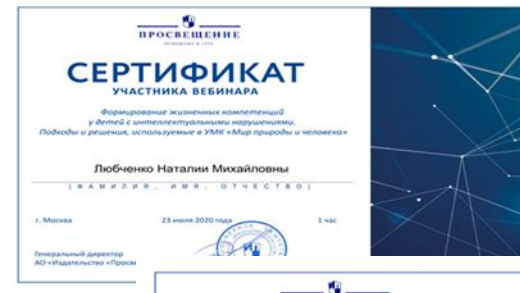 ПРОСВЕЩЕНИЕ
СЕРТИФИКАТ
УЧАСТНИКА ВЕБИНАРА
Формирование жизненных компетенций
у детей с интеллектуальными нарушениями.
Подходы и решения, используемые в УМК «Мир природы и человека»
Любченко Наталии Михайловны
(ФАМИЛИЯ, ИМЯ, ОТЧЕСТВО)
г. Москва 23 июля 2020 года 1 час
Генеральный директор
АО «Издательство «Просв